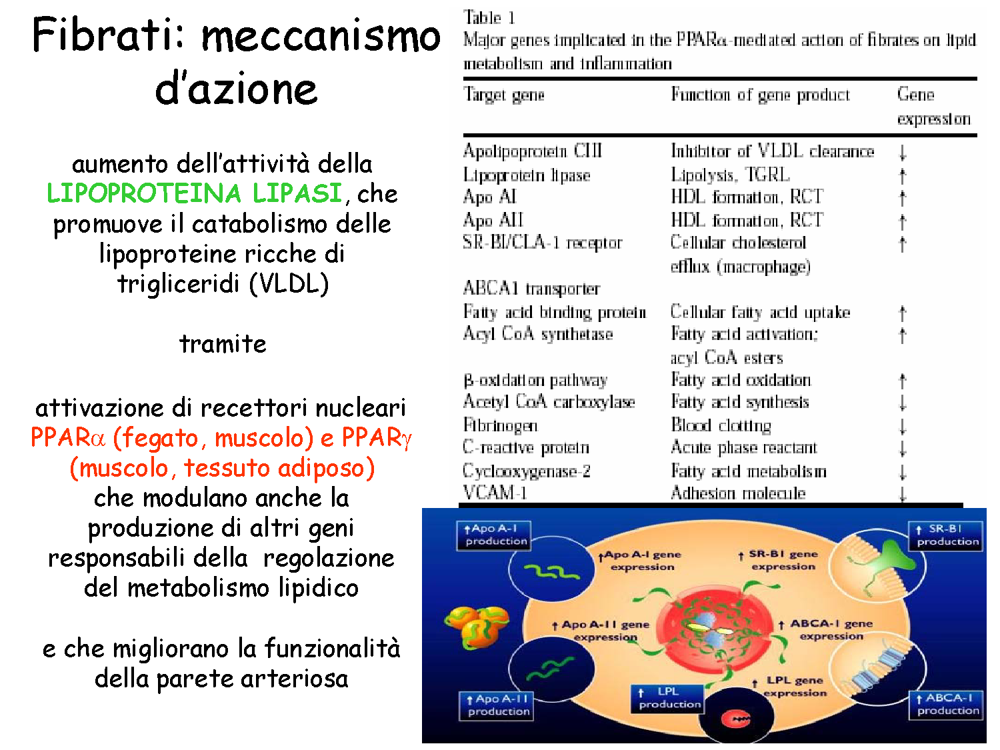 Fibrati: meccanismo
d’azione
aumento dell’attività della
LIPOPROTEINA LIPASI, che
promuove il catabolismo delle
lipoproteine ricche di
trigliceridi (VLDL)
tramite
attivazione di recettori nucleari
PPARα (fegato, muscolo) e PPARγ
(muscolo, tessuto adiposo)
che modulano anche la
produzione di altri geni
responsabili della regolazione
del metabolismo lipidico
e che migliorano la funzionalità
della parete arteriosa
Table 1
Major genes implicated in the PPARα-mediated action of fibrates on lipid
metabolism and inflammation
Target gene Function of gene product Gene
expression
Apolipoprotein CIII Inhibitor of VLDL clearance ↓
Lipoprotein lipase Lipolysis, TGRL ↑
Apo AI HDL formation, RCT ↑
Apo AII HDL formation, RCT ↑
SR-BI/CLA-1 receptor Cellular cholesterol ↑
efflux (macrophage)
ABCA1 transporter
Fatty acid binding protein Cellular fatty acid uptake ↑
Acyl CoA synthetase Fatty acid activation; ↑
acyl CoA esters
β-oxidation pathway Fatty acid oxidation ↑
Acetyl CoA carboxylase Fatty acid synthesis ↓
Fibrinogen Blood clotting ↓
C-reactive protein Acute phase reactant ↓
Cyclooxygenase-2 Fatty acid metabolism ↓
VCAM-1 Adhesion molecule ↓
↑Apo A-I
production
↑Apo A-I gene
expression
↑ SR-BI gene
expression
↑ SR-BI
production
↑ Apo A-II gene
expression
↑ ABCA-I gene
expression
↑ Apo A-II
production
↑ LPL
production
↑ LPL gene
expression
↑ ABCA-I
production